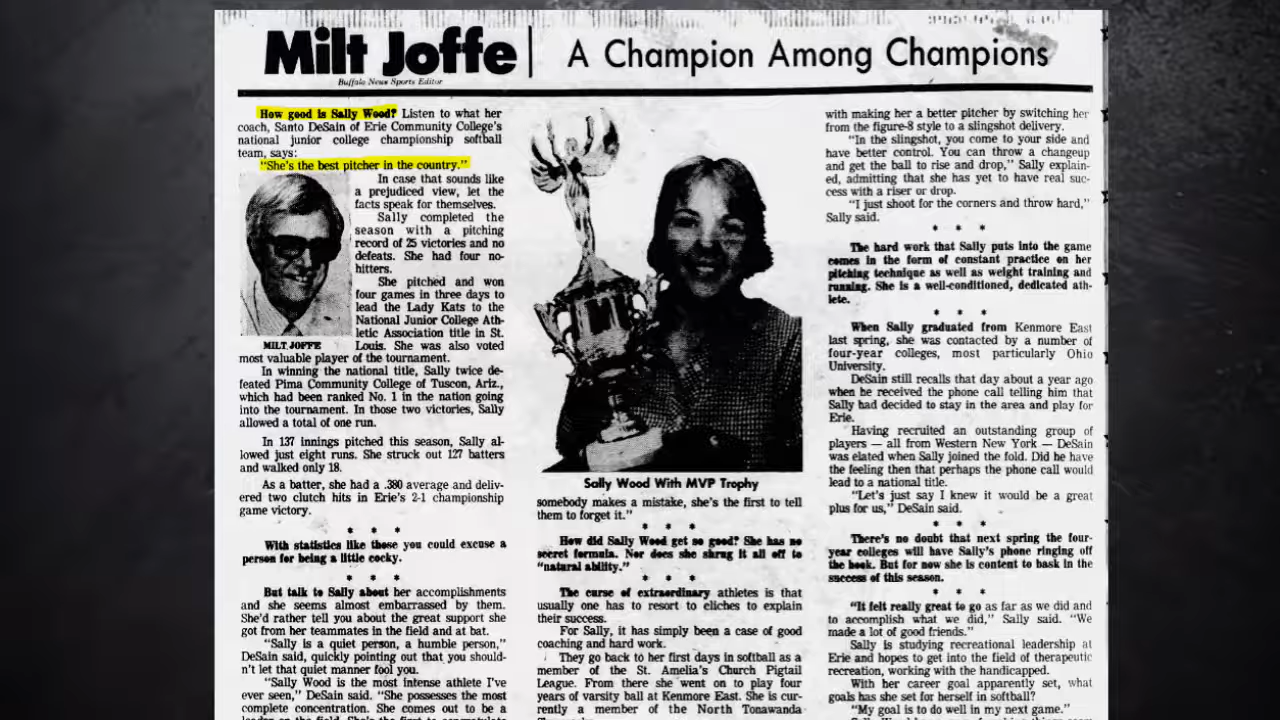 Milt Joffe
Buffalo News Sports Editor
A Champion Among Champions
How good is Sally Wood? Listen to what her
coach, Santo DeSain of Erie Community College's
national junior college championship softball
team, says:
"She's the best pitcher in the country."
In case that sounds like
a prejudiced view, let the
facts speak for themselves.
Sally completed the
season with a pitching
record of 25 victories and no
defeats. She had four no-
hitters.
She pitched and won
four games in three days to
lead the Lady Kats to the
National Junior College Ath-
letic Association title in St.
MILT JOFFE
Louis. She was also voted
most valuable player of the tournament.
In winning the national title, Sally twice de-
feated Pima Community College of Tuscon, Ariz.,
which had been ranked No. 1 in the nation going
into the tournament. In those two victories, Sally
allowed a total of one run.
In 137 innings pitched this season, Sally al-
lowed just eight runs. She struck out 127 batters
and walked only 18.
As a batter, she had a .380 average and deliv-
ered two clutch hits in Erie's 2-1 championship
game victory.
* * *
With statistics like those you could excuse a
person for being a little cocky.
* * *
But talk to Sally about her accomplishments
and she seems almost embarrassed by them.
She'd rather tell you about the great support she
got from her teammates in the field and at bat.
"Sally is a quiet person, a humble person,"
DeSain said, quickly pointing out that you should-
n't let that quiet manner fool you.
"Sally Wood is the most intense athlete I've
ever seen," DeSain said. "She possesses the most
complete concentration. She comes out to be a
Sally Wood With MVP Trophy
somebody makes a mistake, she's the first to tell
them to forget it."
* * *
How did Sally Wood get so good? She has no
secret formula. Nor does she shrug it all off to
"natural ability."
* * *
The curse of extraordinary athletes is that
usually one has to resort to cliches to explain
their success.
For Sally, it has simply been a case of good
coaching and hard work.
They go back to her first days in softball as a
member of the St. Amelia's Church Pigtail
League. From there she went on to play four
years of varsity ball at Kenmore East. She is cur-
rently a member of the North Tonawanda
with making her a better pitcher by switching her
from the figure-8 style to a slingshot delivery.
"In the slingshot, you come to your side and
have better control. You can throw a changeup
and get the ball to rise and drop," Sally explain-
ed, admitting that she has yet to have real suc-
cess with a riser or drop.
"I just shoot for the corners and throw hard,"
Sally said.
* * *
The hard work that Sally puts into the game
comes in the form of constant practice on her
pitching technique as well as weight training and
running. She is a well-conditioned, dedicated ath-
lete.
* * *
When Sally graduated from Kenmore East
last spring, she was contacted by a number of
four-year colleges, most particularly Ohio
University.
DeSain still recalls that day about a year ago
when he received the phone call telling him that
Sally had decided to stay in the area and play for
Erie.
Having recruited an outstanding group of
players — all from Western New York — DeSain
was elated when Sally joined the fold. Did he have
the feeling then that perhaps the phone call would
lead to a national title.
"Let's just say I knew it would be a great
plus for us," DeSain said.
* * *
There's no doubt that next spring the four-
year colleges will have Sally's phone ringing off
the hook. But for now she is content to bask in the
success of this season.
* * *
"It felt really great to go as far as we did and
to accomplish what we did," Sally said. "We
made a lot of good friends."
Sally is studying recreational leadership at
Erie and hopes to get into the field of therapeutic
recreation, working with the handicapped.
With her career goal apparently set, what
goals has she set for herself in softball?
"My goal is to do well in my next game."